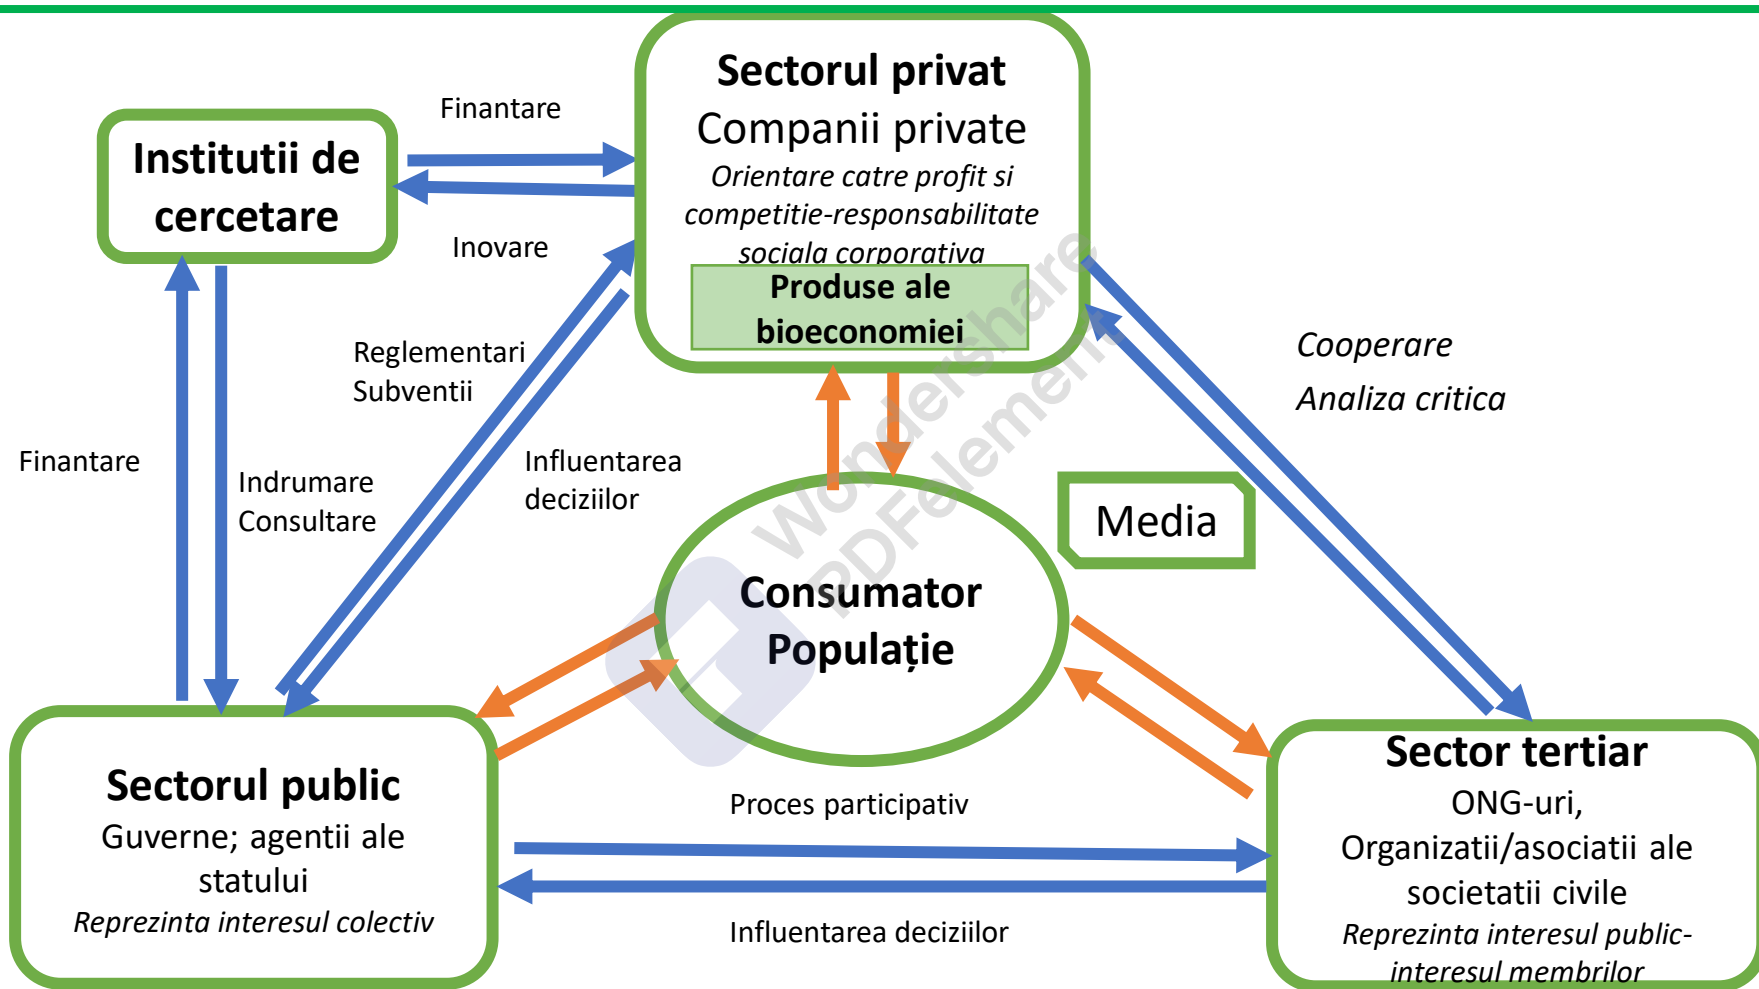 Sectorul privat
Companii private
Orientare catre profit si
competitie-responsabilitate
sociala corporativa
Produse ale
bioeconomiei
Finantare
Institutii de
cercetare
Inovare
Reglementari
Subventii
Cooperare
Analiza critica
Finantare
Indrumare
Consultare
Influentarea
deciziilor
Media
Consumator
Populație
Wondershare
PDFelement
Sectorul public
Guverne; agentii ale
statului
Reprezinta interesul colectiv
Proces participativ
Influentarea deciziilor
Sector tertiar
ONG-uri,
Organizatii/asociatii ale
societatii civile
Reprezinta interesul public-
interesul membrilor